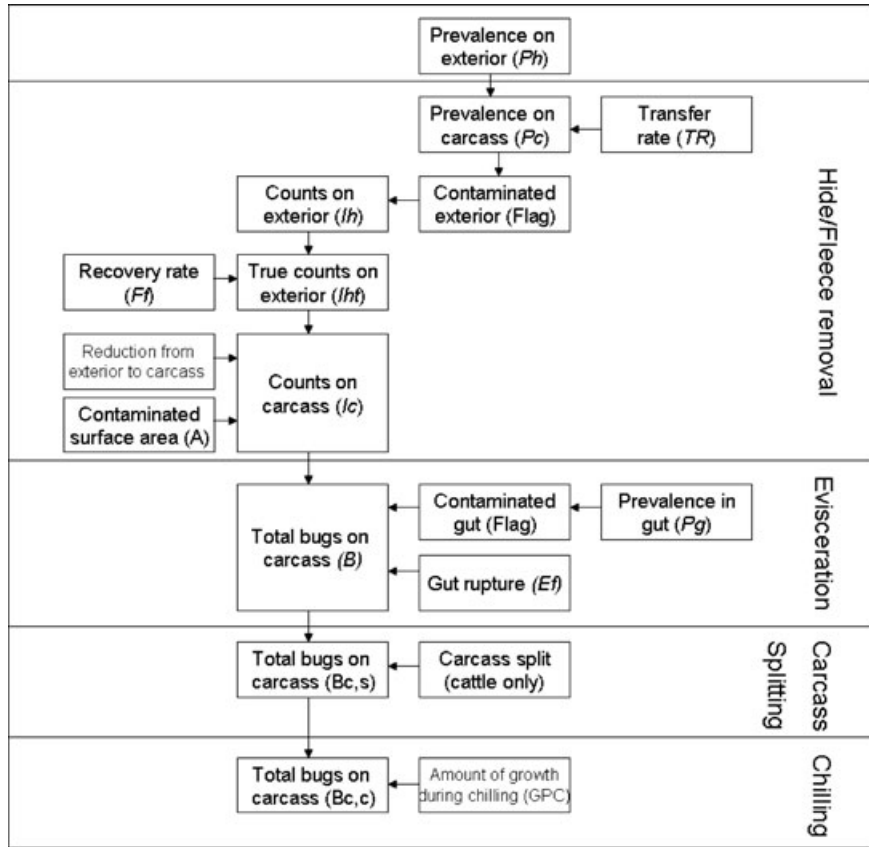 Prevalence on
exterior (Ph)
Prevalence on
carcass (Pc)
Transfer
rate (TR)
Counts on
exterior (Ih)
Contaminated
exterior (Flag)
Recovery rate
(Ff)
True counts on
exterior (Iht)
Reduction from
exterior to carcass
Counts on
carcass (Ic)
Contaminated
surface area (A)
Hide/Fleece removal
Total bugs on
carcass (B)
Contaminated
gut (Flag)
Prevalence in
gut (Pg)
Gut rupture (Ef)
Evisceration
Total bugs on
carcass (Bc,s)
Carcass split
(cattle only)
Carcass
Splitting
Total bugs on
carcass (Bc,c)
Amount of growth
during chilling (GPC)
Chilling